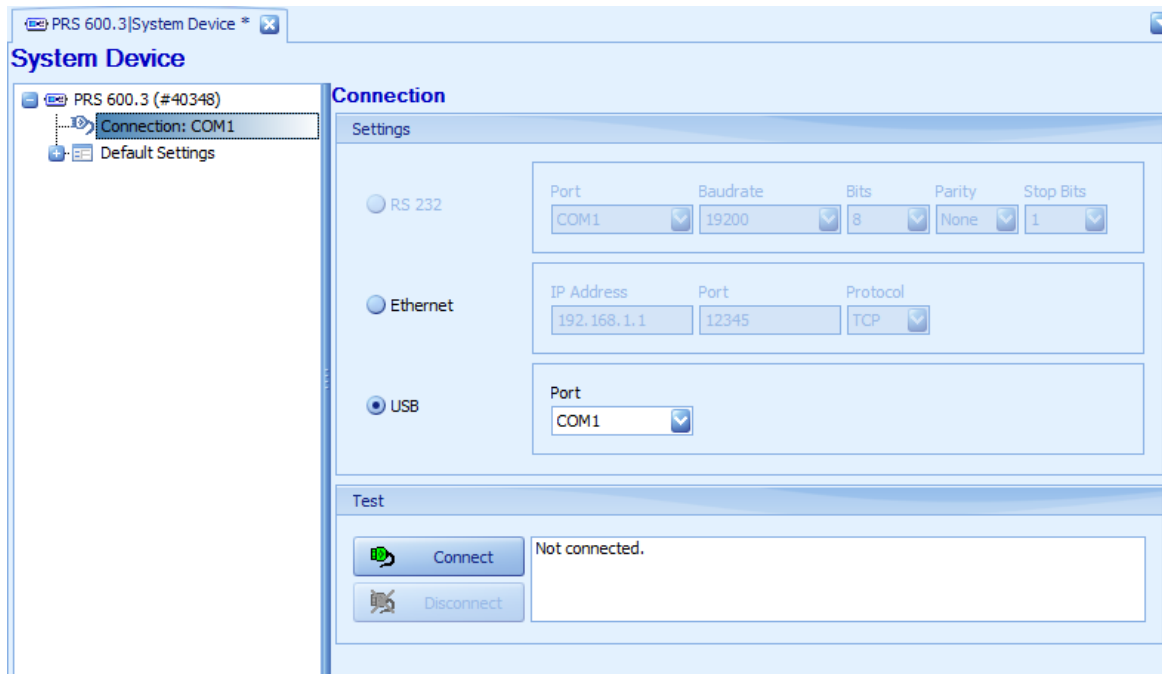 PRS 600.3|System Device *
System Device
PRS 600.3 (#40348)
Connection: COM1
Default Settings
Connection
Settings
RS 232
Port Baudrate Bits Parity Stop Bits
COM1 19200 8 None 1
Ethernet
IP Address Port Protocol
192.168.1.1 12345 TCP
USB
Port
COM1
Test
Connect
Not connected.
Disconnect